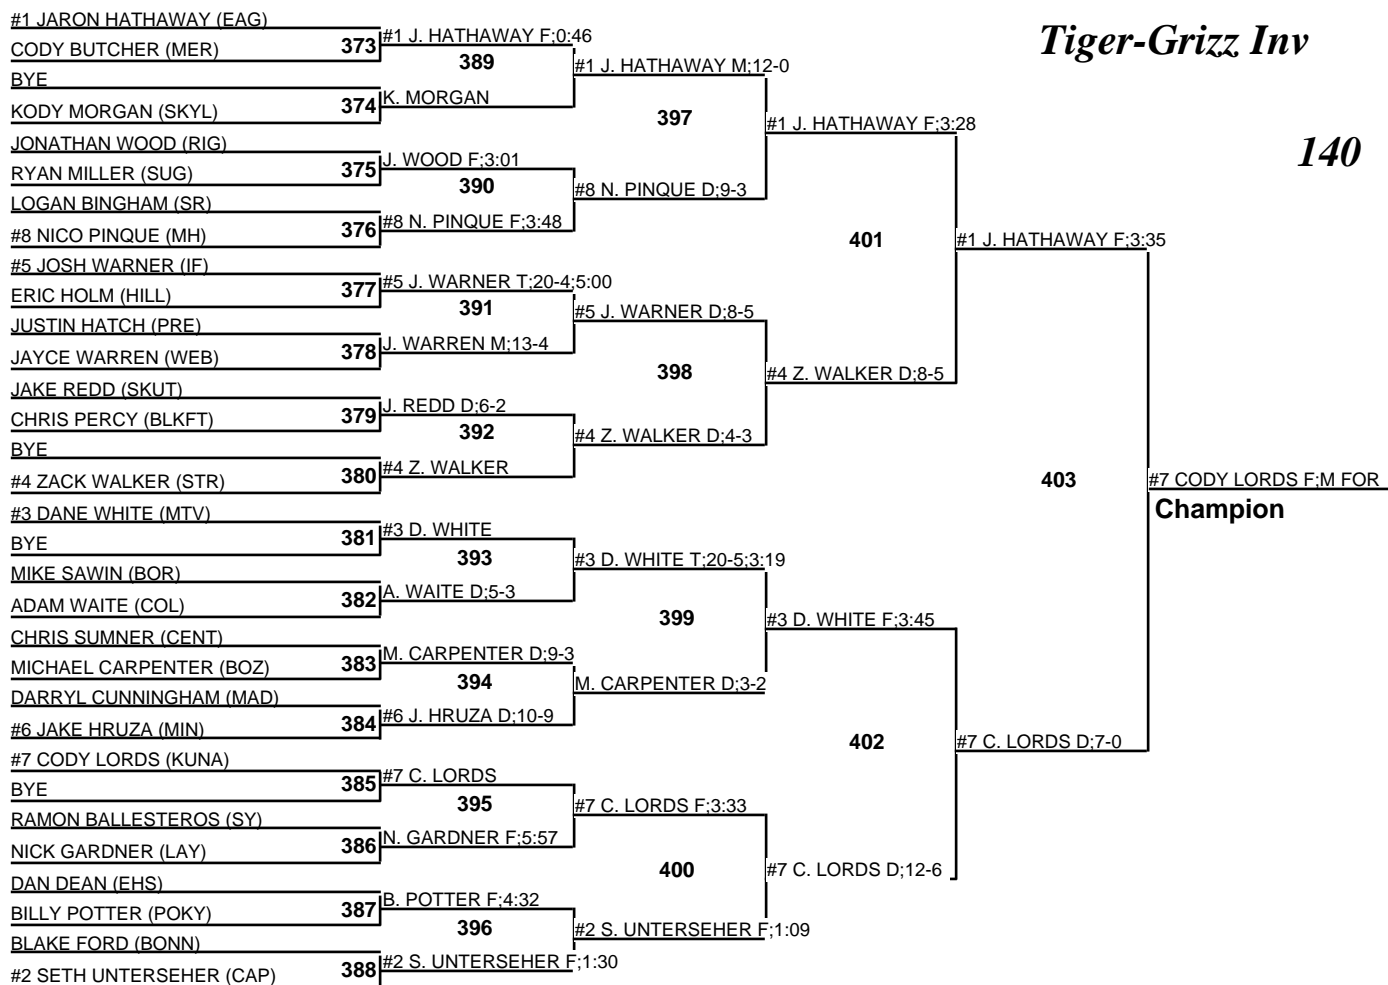 Tiger-Grizz Inv
140
#1 JARON HATHAWAY (EAG)
CODY BUTCHER (MER)
BYE
KODY MORGAN (SKYL)
JONATHAN WOOD (RIG)
RYAN MILLER (SUG)
LOGAN BINGHAM (SR)
#8 NICO PINQUE (MH)
#5 JOSH WARNER (IF)
ERIC HOLM (HILL)
JUSTIN HATCH (PRE)
JAYCE WARREN (WEB)
JAKE REDD (SKUT)
CHRIS PERCY (BLKFT)
BYE
#4 ZACK WALKER (STR)
#3 DANE WHITE (MTV)
BYE
MIKE SAWIN (BOR)
ADAM WAITE (COL)
CHRIS SUMNER (CENT)
MICHAEL CARPENTER (BOZ)
DARRYL CUNNINGHAM (MAD)
#6 JAKE HRUZA (MIN)
#7 CODY LORDS (KUNA)
BYE
RAMON BALLESTEROS (SY)
NICK GARDNER (LAY)
DAN DEAN (EHS)
BILLY POTTER (POKY)
BLAKE FORD (BONN)
#2 SETH UNTERSEHER (CAP)
373
374
375
376
377
378
379
380
381
382
383
384
385
386
387
388
#1 J. HATHAWAY F;0:46
K. MORGAN
J. WOOD F;3:01
#8 N. PINQUE F;3:48
#5 J. WARNER T;20-4;5:00
J. WARREN M;13-4
J. REDD D;6-2
#4 Z. WALKER
#3 D. WHITE
A. WAITE D;5-3
M. CARPENTER D;9-3
#6 J. HRUZA D;10-9
#7 C. LORDS
N. GARDNER F;5:57
B. POTTER F;4:32
#2 S. UNTERSEHER F;1:30
389
390
391
392
393
394
395
396
#1 J. HATHAWAY M;12-0
#8 N. PINQUE D;9-3
#5 J. WARNER D;8-5
#4 Z. WALKER D;4-3
#3 D. WHITE T;20-5;3:19
M. CARPENTER D;3-2
#7 C. LORDS F;3:33
#2 S. UNTERSEHER F;1:09
397
398
399
400
#1 J. HATHAWAY F;3:28
#4 Z. WALKER D;8-5
#3 D. WHITE F;3:45
#7 C. LORDS D;12-6
401
402
#1 J. HATHAWAY F;3:35
#7 C. LORDS D;7-0
403
#7 CODY LORDS F;M FOR
Champion